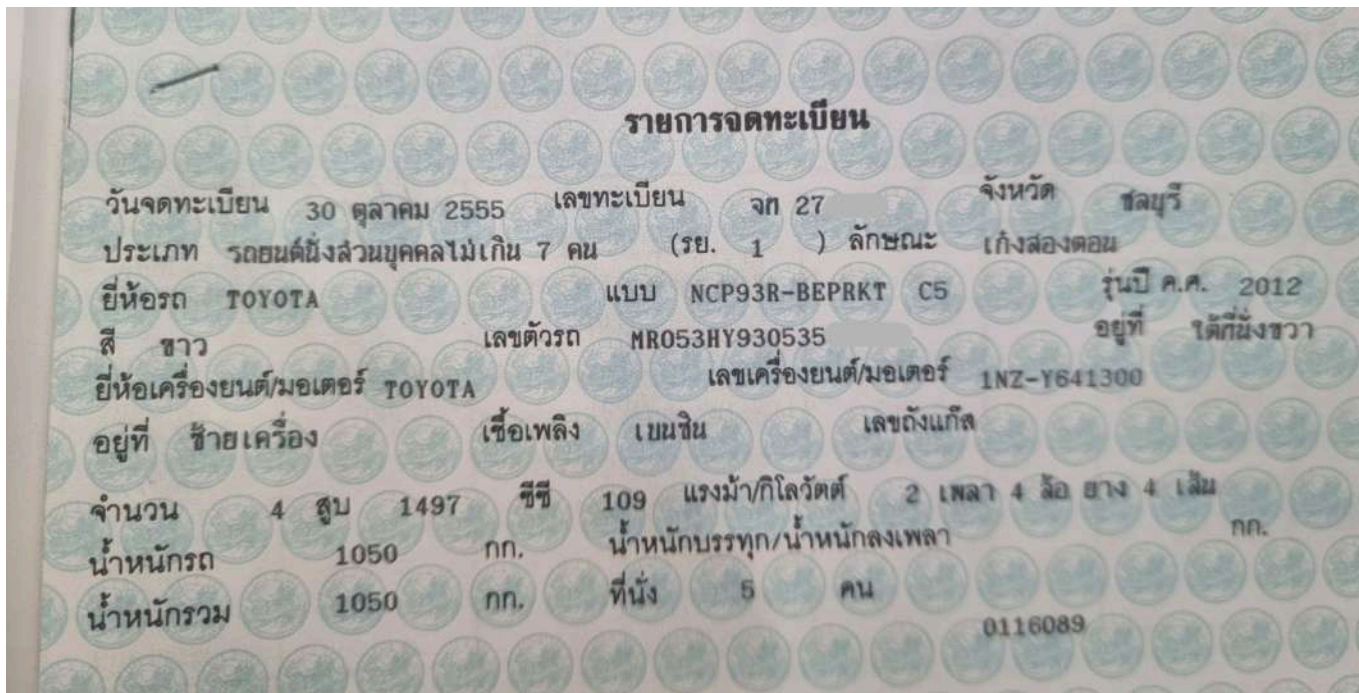 รายการจดทะเบียน
วันจดทะเบียน 30 ตุลาคม 2555 เลขทะเบียน จก 27 จังหวัด ชลบุรี
ประเภท รถยนต์นั่งส่วนบุคคลไม่เกิน 7 คน (รย. 1 ) ลักษณะ เก๋งสองตอน
ยี่ห้อรถ TOYOTA แบบ NCP93R-BEPRKT C5 รุ่นปี ค.ศ. 2012
สี ขาว เลขตัวรถ MR053HY930535 อยู่ที่ ใต้ที่นั่งขวา
ยี่ห้อเครื่องยนต์/มอเตอร์ TOYOTA เลขเครื่องยนต์/มอเตอร์ 1NZ-Y641300
อยู่ที่ ซ้ายเครื่อง เชื้อเพลิง เบนซิน เลขถังแก๊ส
จำนวน 4 สูบ 1497 ซีซี 109 แรงม้า/กิโลวัตต์ 2 เพลา 4 ล้อ ยาง 4 เส้น
น้ำหนักรถ 1050 กก. น้ำหนักบรรทุก/น้ำหนักลงเพลา กก.
น้ำหนักรวม 1050 กก. ที่นั่ง 5 คน
0116089